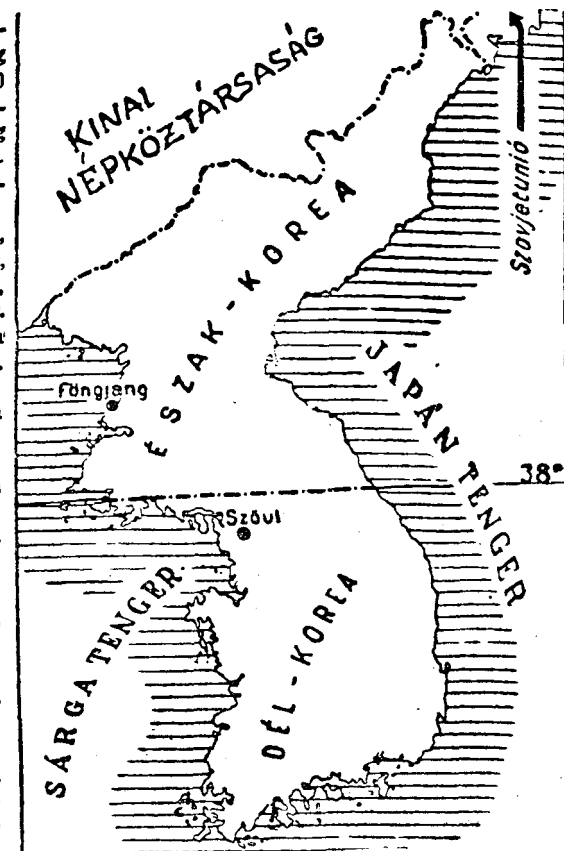 KINAI
NÉPKÖZTÁRSASÁG
Szovjetunió
ÉSZAK-KOREA
JAPÁN TENGER
Föngjang
38°
Szöul
SÁRGA TENGER
DÉL-KOREA